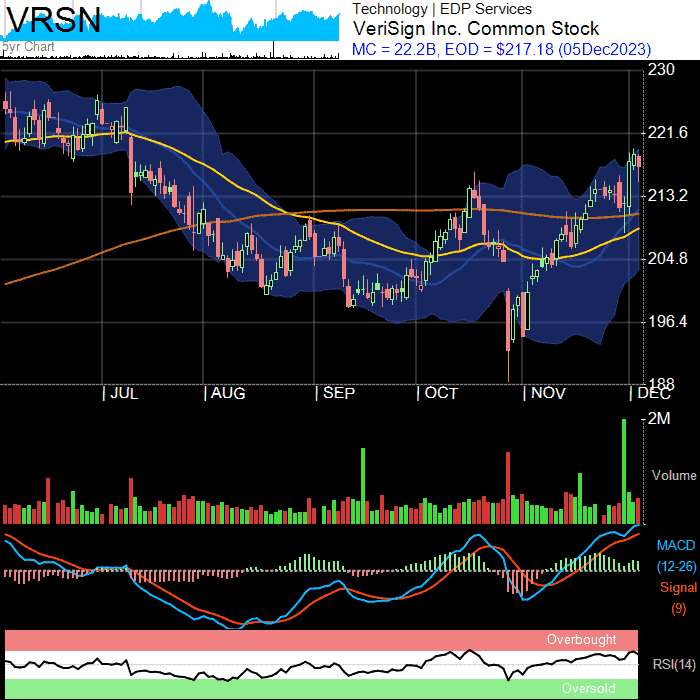 VRSN
Technology | EDP Services
VeriSign Inc. Common Stock
MC = 22.2B, EOD = $217.18 (05Dec2023)
5yr Chart
230
221.6
213.2
204.8
196.4
188
JUL AUG SEP OCT NOV DEC
2M
Volume
MACD
(12-26)
Signal
(9)
Overbought
RSI(14)
Oversold